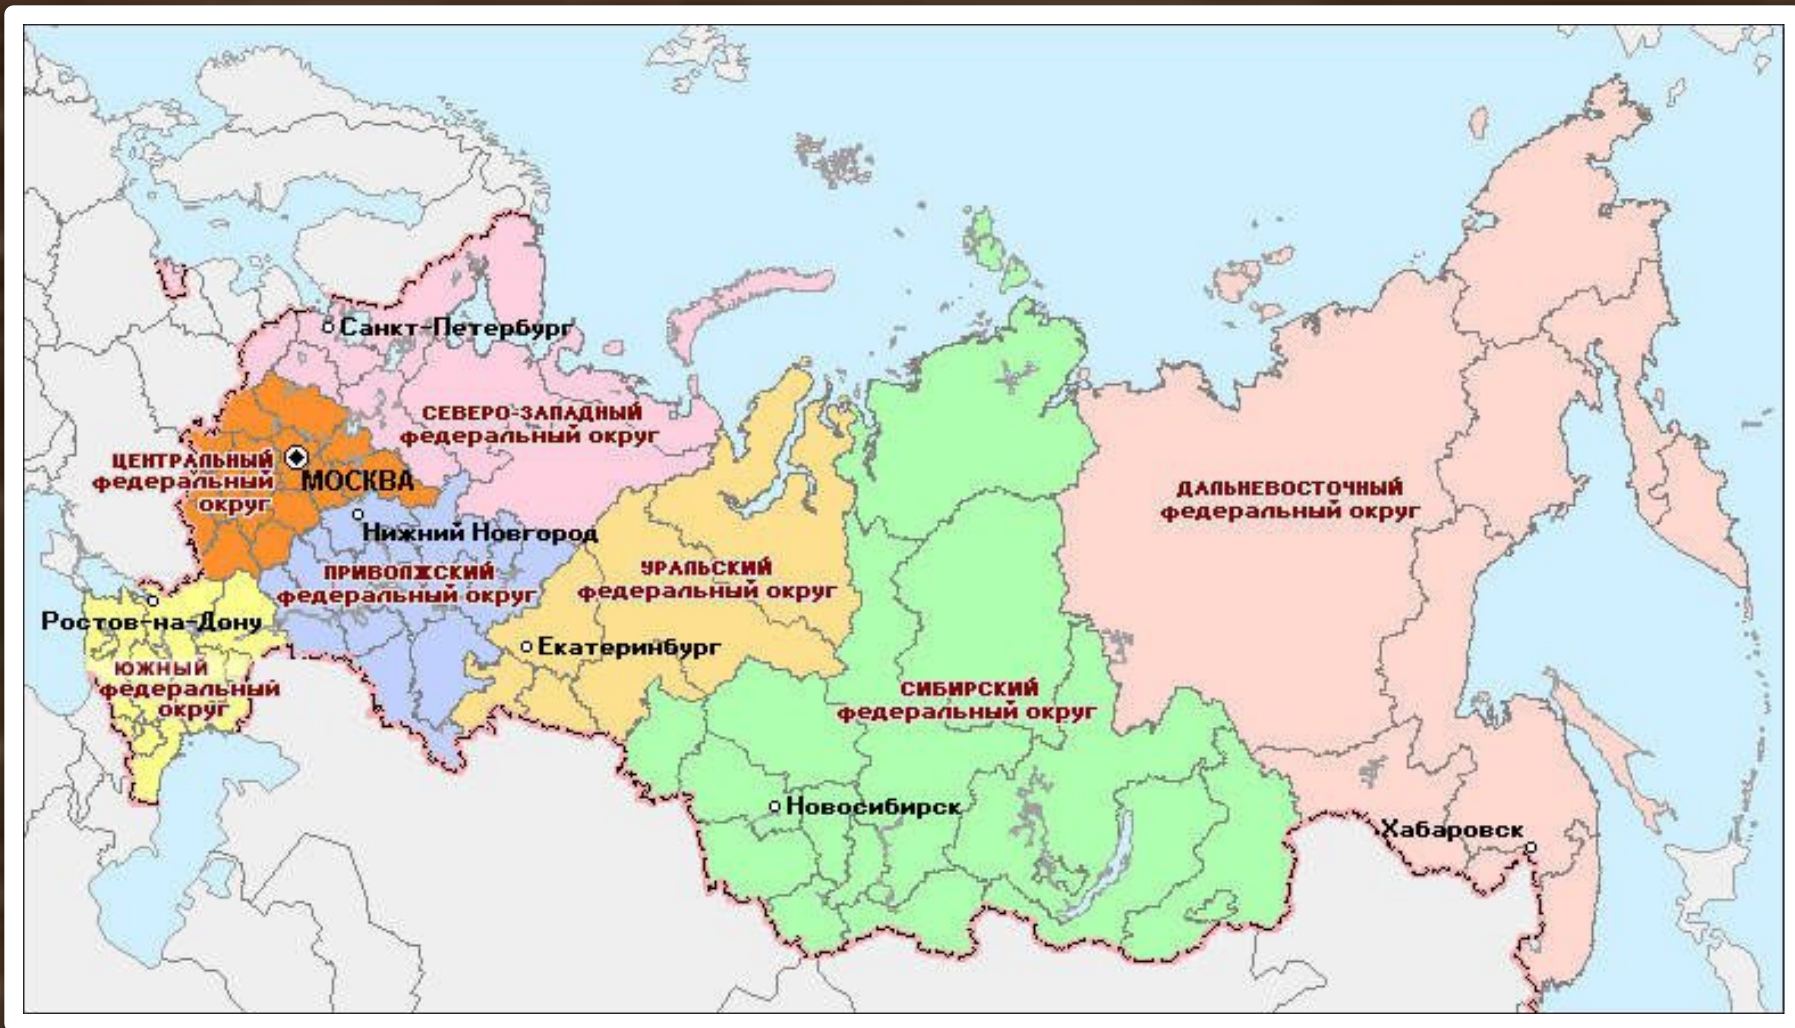 Санкт-Петербург
СЕВЕРО-ЗАПАДНЫЙ
федеральный округ
ЦЕНТРАЛЬНЫЙ
федеральный
округ
МОСКВА
ДАЛЬНЕВОСТОЧНЫЙ
федеральный округ
Нижний Новгород
ПРИВОЛЖСКИЙ
федеральный округ
УРАЛЬСКИЙ
федеральный округ
Ростов-на-Дону
Екатеринбург
ЮЖНЫЙ
федеральный
округ
СИБИРСКИЙ
федеральный округ
Новосибирск
Хабаровск